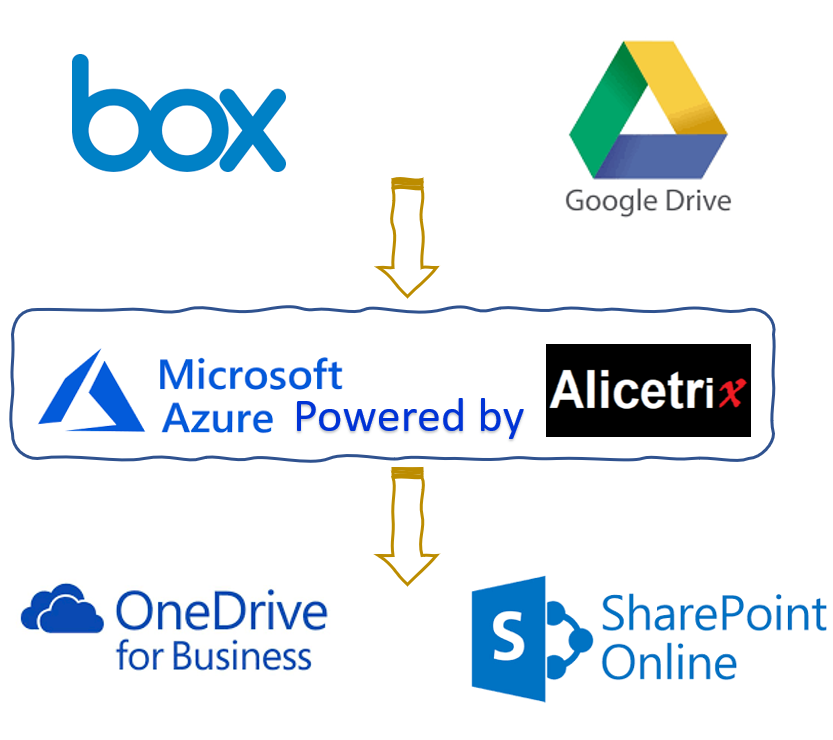 box
Google Drive
Microsoft
Azure Powered by Alicetrix
OneDrive
for Business
S
SharePoint
Online